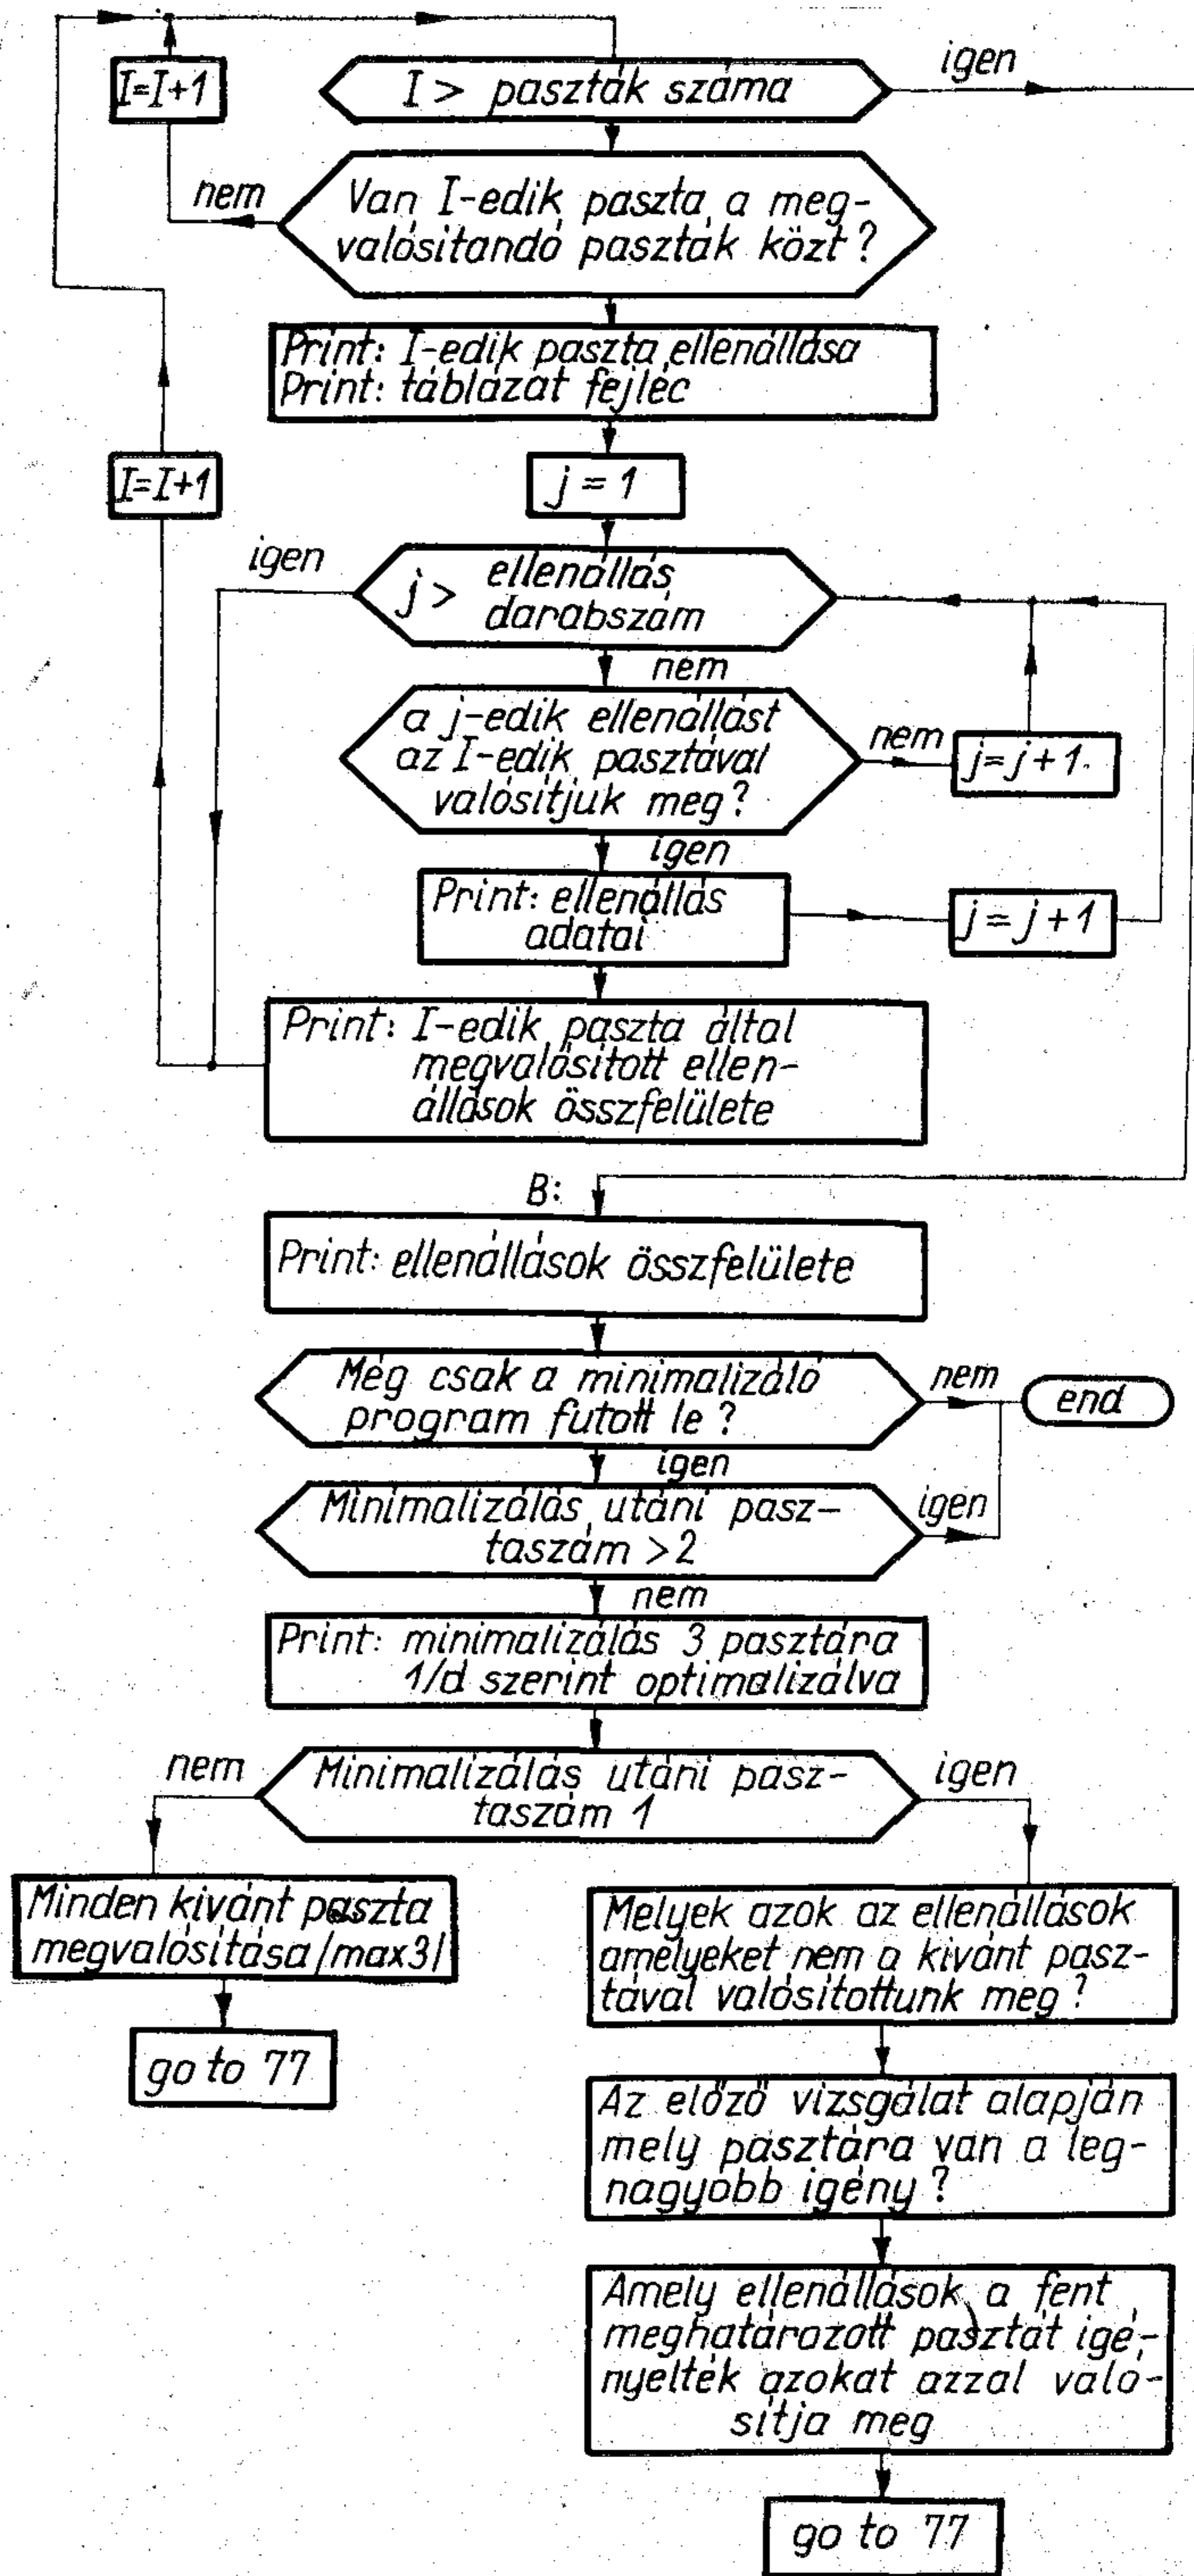 I=I+1
I > paszták száma
igen
nem
Van I-edik paszta a meg-
valósitandó paszták közt ?
Print: I-edik paszta ellenállása
Print: táblázat fejléc
I=I+1
j = 1
igen
j > ellenállás
darabszám
nem
a j-edik ellenállást
az I-edik pasztával
valósitjuk meg ?
nem
j=j+1
igen
Print: ellenállás
adatai
j = j +1
Print: I-edik paszta által
megvalósitott ellen-
állások összfelülete
B:
Print: ellenállások összfelülete
Még csak a minimalizáló
program futott le ?
nem
end
igen
Minimalizálás utáni pasz-
taszám >2
igen
nem
Print: minimalizálás 3 pasztára
1/d szerint optimalizálva
nem
Minimalizálás utáni pasz-
taszám 1
igen
Minden kivánt paszta
megvalósitása /max3/
go to 77
Melyek azok az ellenállások
amelyeket nem a kivánt pasz-
tával valósitottunk meg ?
Az előző vizsgálat alapján
mely pasztára van a leg-
nagyobb igény ?
Amely ellenállások a fent
meghatározott pasztát igé-
nyelték azokat azzal való-
sitja meg
go to 77